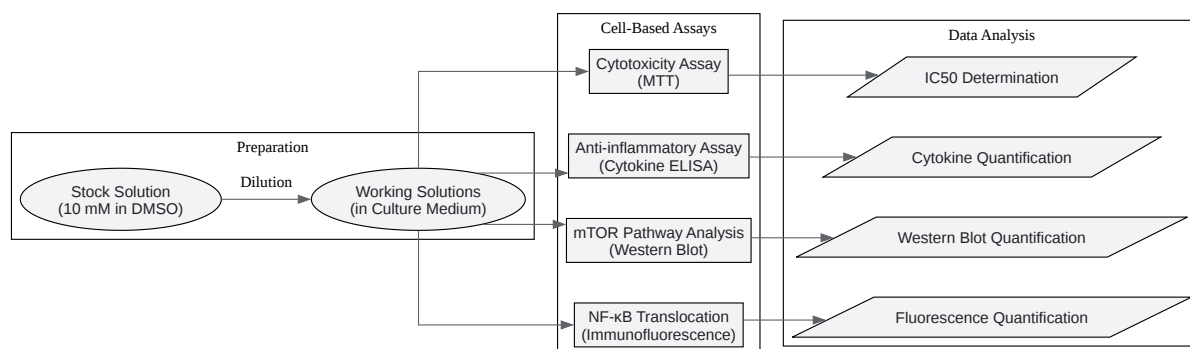 Preparation
Stock Solution
(10 mM in DMSO)
Dilution
Working Solutions
(in Culture Medium)
Cell-Based Assays
Cytotoxicity Assay
(MTT)
Anti-inflammatory Assay
(Cytokine ELISA)
mTOR Pathway Analysis
(Western Blot)
NF-κB Translocation
(Immunofluorescence)
Data Analysis
IC50 Determination
Cytokine Quantification
Western Blot Quantification
Fluorescence Quantification